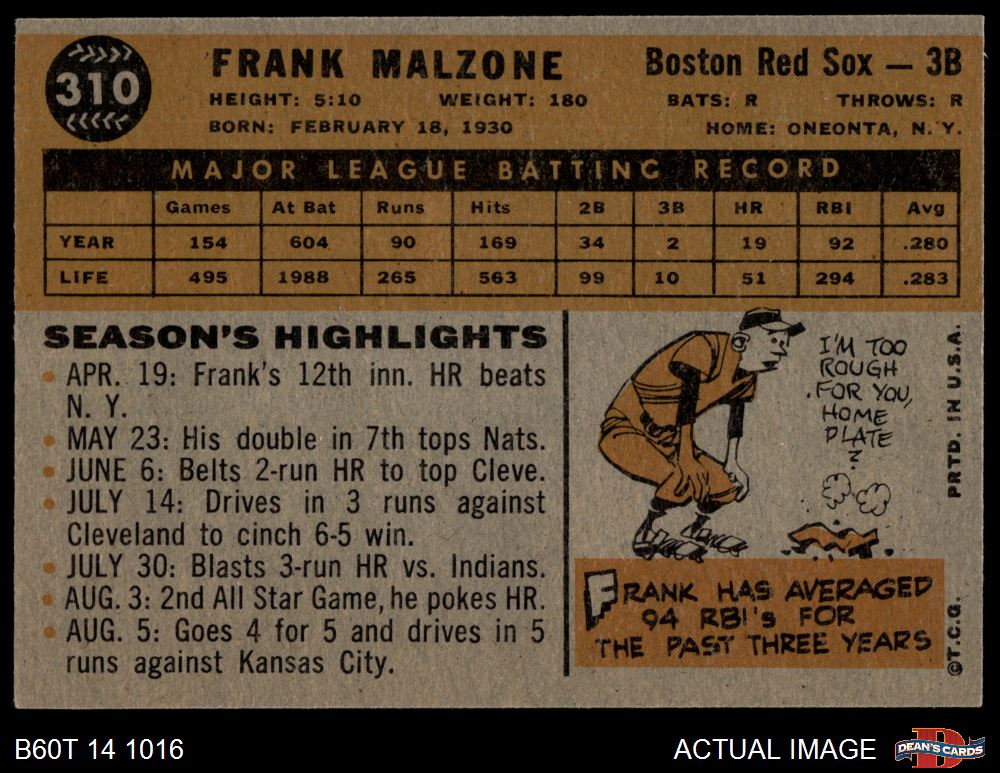 310
FRANK MALZONE
Boston Red Sox — 3B
HEIGHT: 5:10 WEIGHT: 180 BATS: R THROWS: R
BORN: FEBRUARY 18, 1930 HOME: ONEONTA, N. Y.
MAJOR LEAGUE BATTING RECORD
Games At Bat Runs Hits 2B 3B HR RBI Avg
YEAR 154 604 90 169 34 2 19 92 .280
LIFE 495 1988 265 563 99 10 51 294 .283
SEASON'S HIGHLIGHTS
• APR. 19: Frank's 12th inn. HR beats
N. Y.
• MAY 23: His double in 7th tops Nats.
• JUNE 6: Belts 2-run HR to top Cleve.
• JULY 14: Drives in 3 runs against
Cleveland to cinch 6-5 win.
• JULY 30: Blasts 3-run HR vs. Indians.
• AUG. 3: 2nd All Star Game, he pokes HR.
• AUG. 5: Goes 4 for 5 and drives in 5
runs against Kansas City.
I'M TOO
ROUGH
FOR YOU,
HOME
PLATE
?
FRANK HAS AVERAGED
94 RBI'S FOR
THE PAST THREE YEARS
©T.C.G. PRTD. IN U.S.A.
B60T 14 1016
ACTUAL IMAGE
D
DEAN'S CARDS